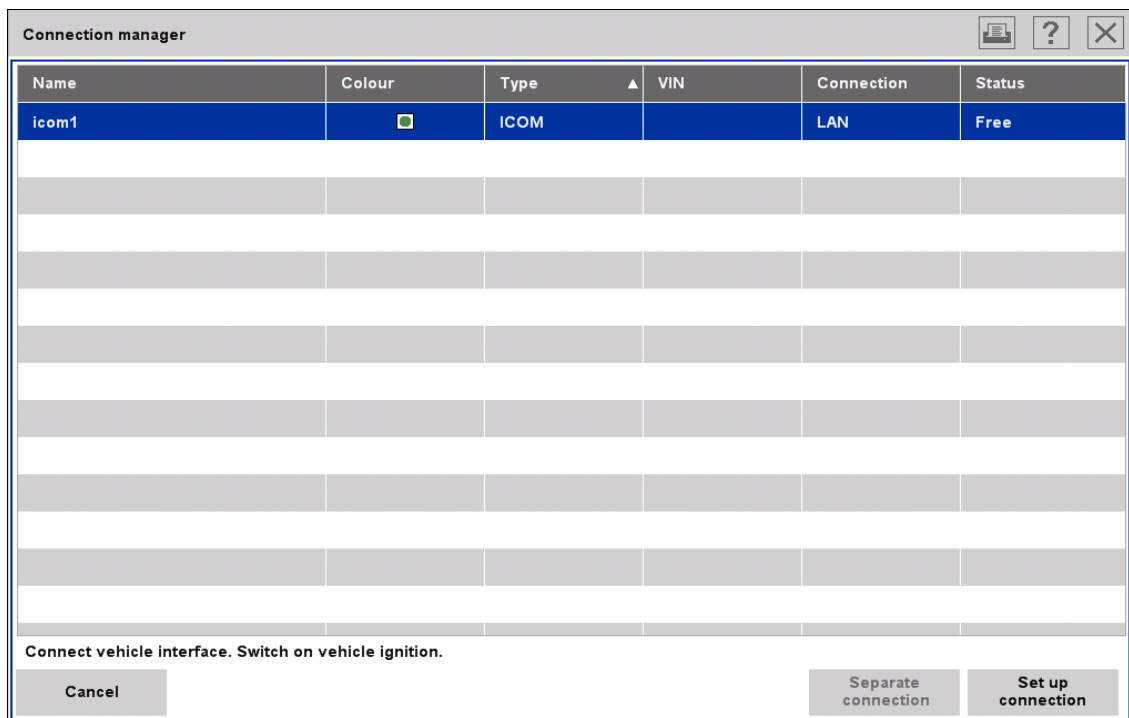 Connection manager ?
Name Colour Type ▲ VIN Connection Status
icom1 ICOM LAN Free
Connect vehicle interface. Switch on vehicle ignition.
Cancel
Separate
connection
Set up
connection